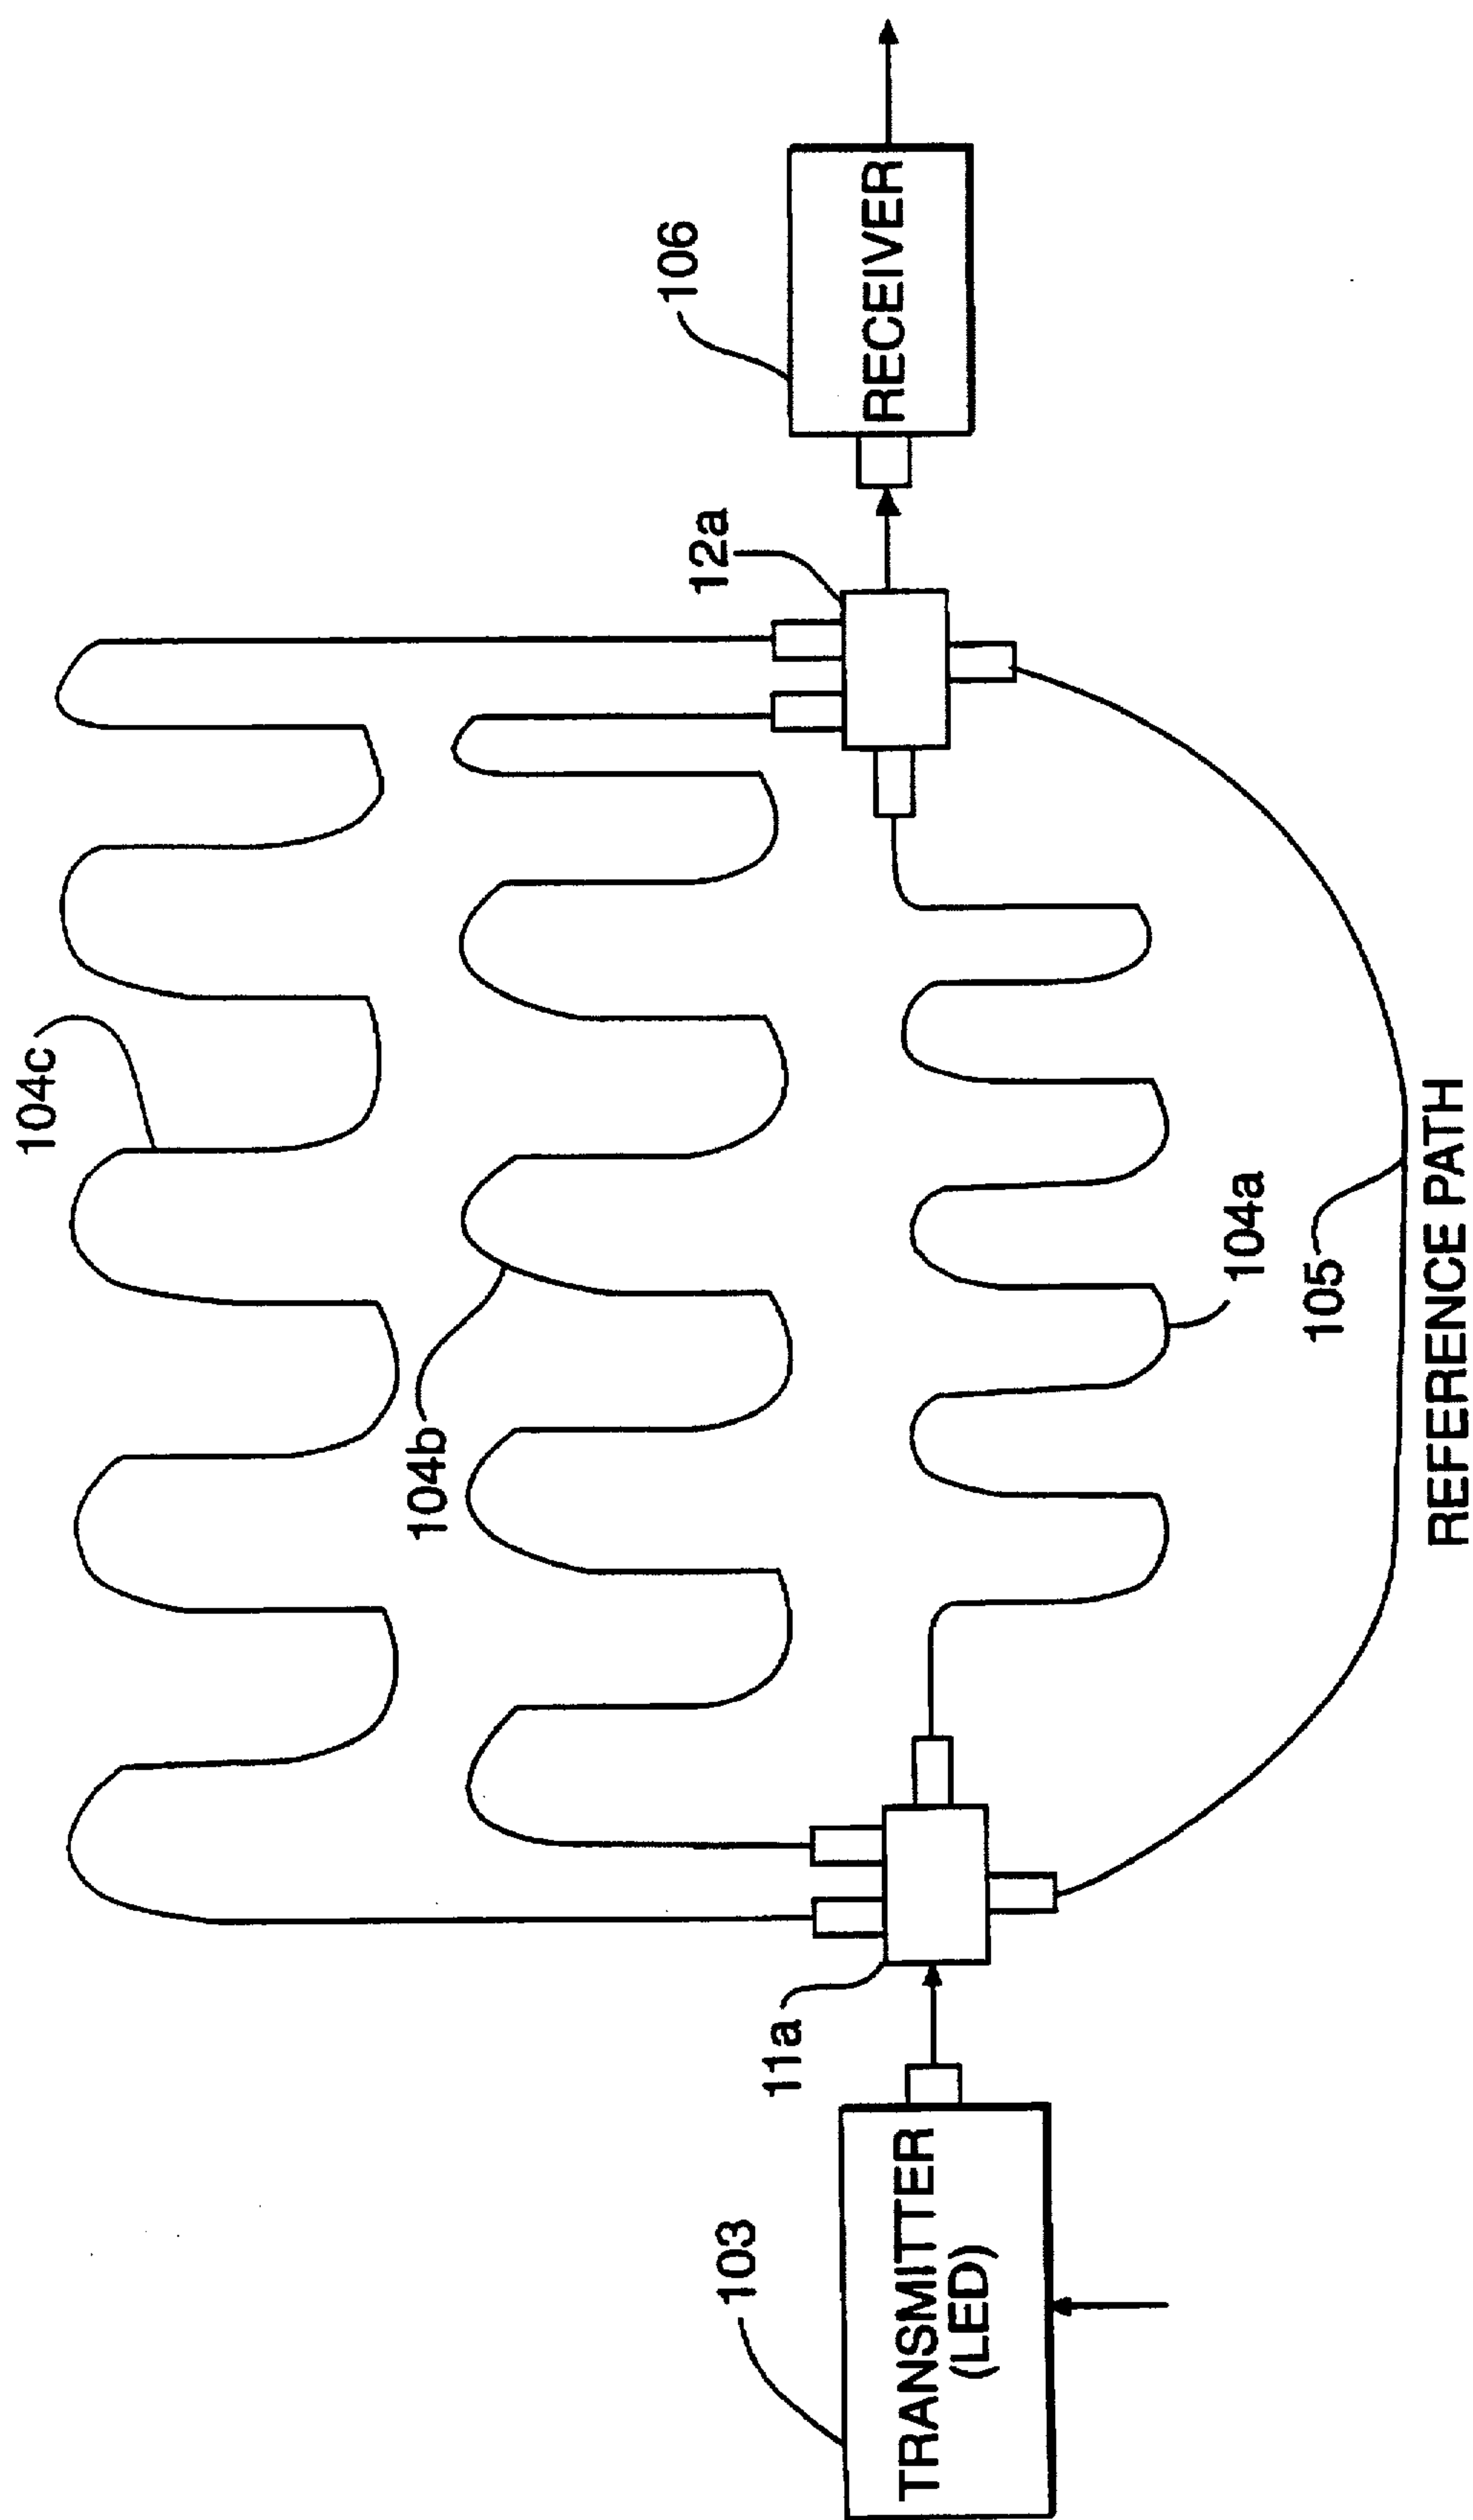 104c
104b
106
12a
RECEIVER
103
TRANSMITTER
(LED)
11a
104a
105
REFERENCE PATH